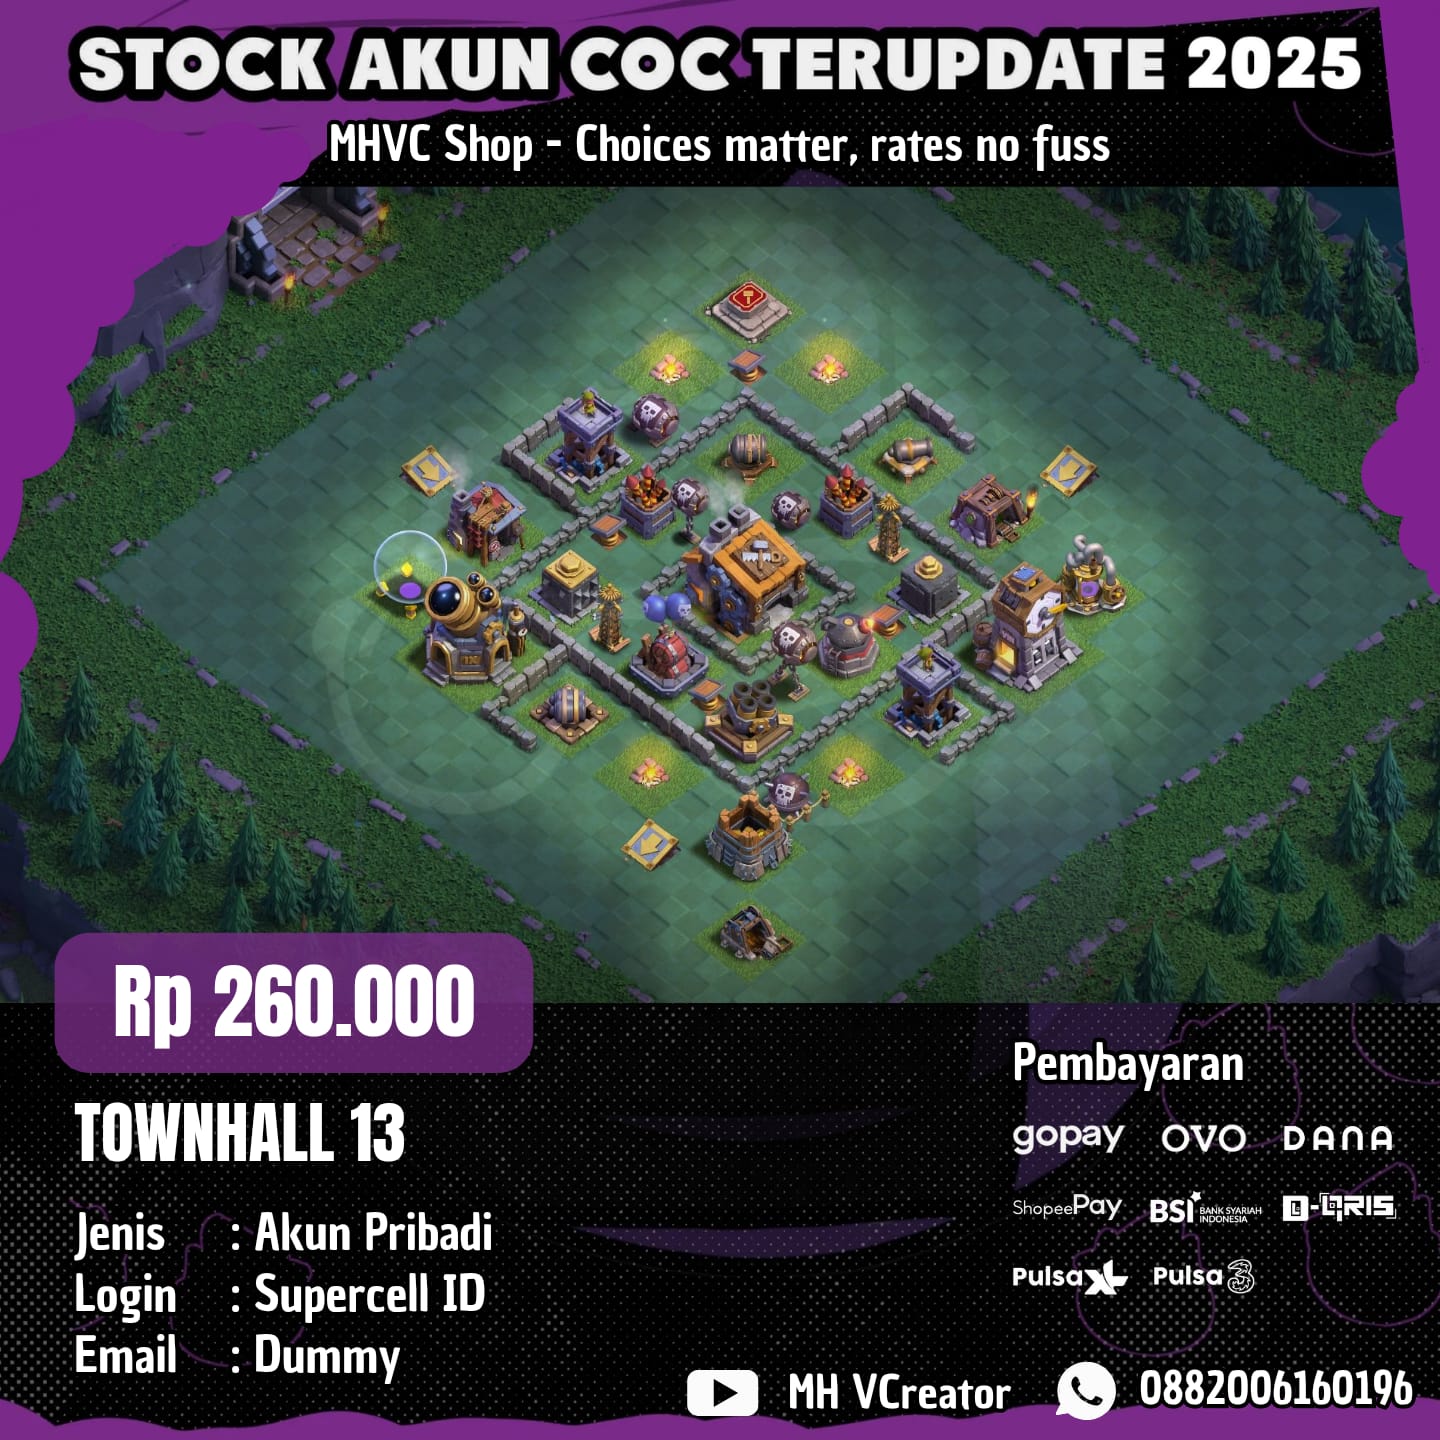 STOCK AKUN COC TERUPDATE 2025
MHVC Shop - Choices matter, rates no fuss
Rp 260.000
TOWNHALL 13
Jenis : Akun Pribadi
Login : Supercell ID
Email : Dummy
Pembayaran
gopay OVO DANA
ShopeePay BSI BANK SYARIAH INDONESIA QRIS
Pulsa XL Pulsa 3
MH VCreator 0882006160196